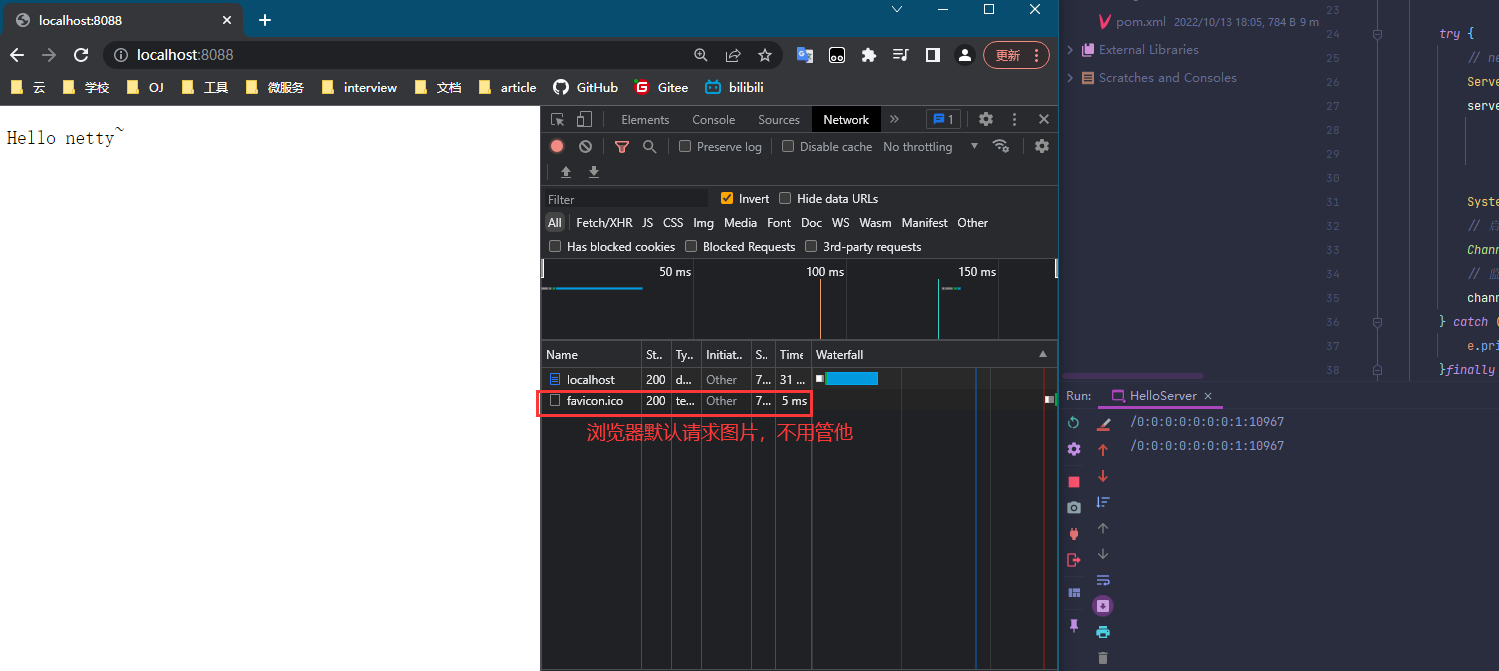 localhost:8088
localhost:8088
更新
云 学校 OJ 工具 微服务 interview 文档 article GitHub Gitee bilibili
Hello netty~
Elements Console Sources Network 1
Preserve log Disable cache No throttling
Filter Invert Hide data URLs
All Fetch/XHR JS CSS Img Media Font Doc WS Wasm Manifest Other
Has blocked cookies Blocked Requests 3rd-party requests
50 ms 100 ms 150 ms
Name St.. Ty.. Initiat.. S.. Time Waterfall
localhost 200 d... Other 7... 31 ...
favicon.ico 200 te... Other 7... 5 ms
浏览器默认请求图片，不用管他
pom.xml 2022/10/13 18:05, 784 B 9 m
External Libraries
Scratches and Consoles
23
24 try {
25 // ne
26 Serve
27 serve
28
29
30
31 Syste
32 // 启
33 Chann
34 // 监
35 chann
36 } catch (
37 e.pri
38 }finally
Run: HelloServer
/0:0:0:0:0:0:0:1:10967
/0:0:0:0:0:0:0:1:10967